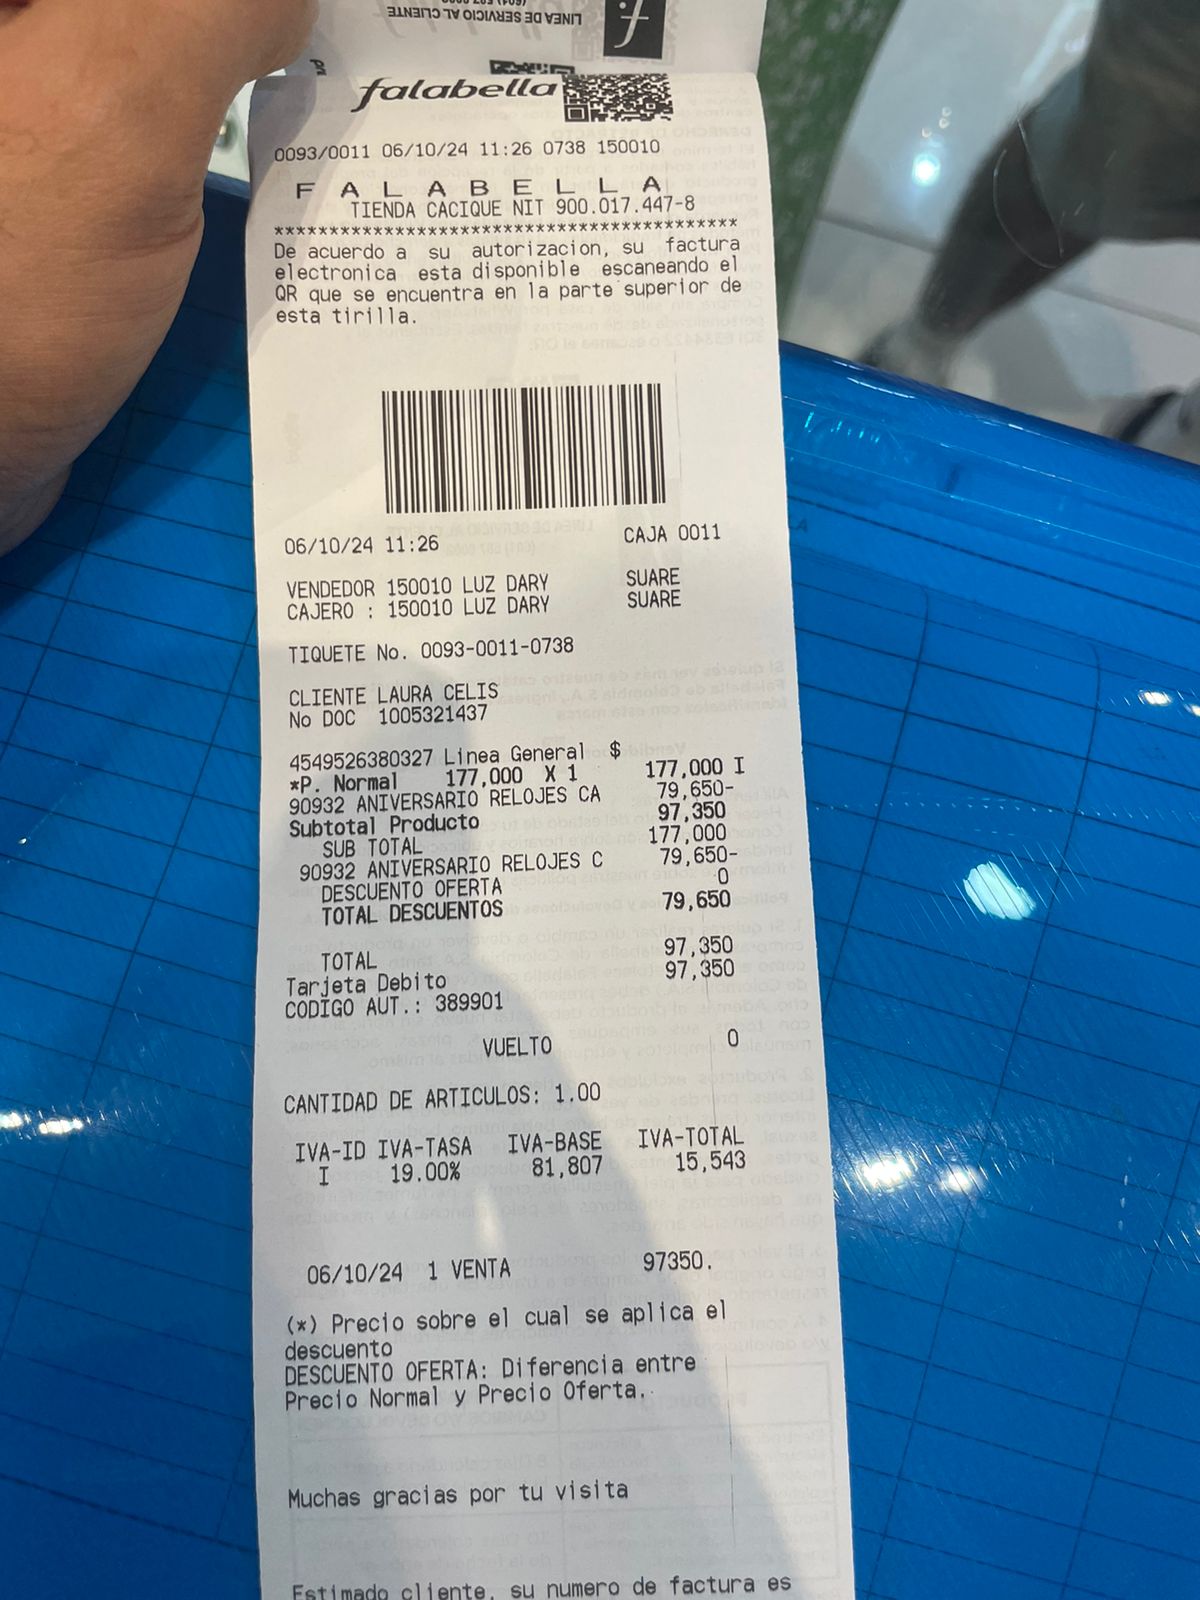 LINEA DE SERVICIO AL CLIENTE
f.
falabella
0093/0011 06/10/24 11:26 0738 150010
F A L A B E L L A
TIENDA CACIQUE NIT 900.017.447-8
******************************************
De acuerdo a su autorizacion, su factura
electronica esta disponible escaneando el
QR que se encuentra en la parte superior de
esta tirilla.
06/10/24 11:26 CAJA 0011
VENDEDOR 150010 LUZ DARY SUARE
CAJERO : 150010 LUZ DARY SUARE
TIQUETE No. 0093-0011-0738
CLIENTE LAURA CELIS
No DOC 1005321437
4549526380327 Linea General $
*P. Normal 177,000 X 1 177,000 I
90932 ANIVERSARIO RELOJES CA 79,650-
Subtotal Producto 97,350
SUB TOTAL 177,000
90932 ANIVERSARIO RELOJES C 79,650-
DESCUENTO OFERTA 0
TOTAL DESCUENTOS 79,650
TOTAL 97,350
Tarjeta Debito 97,350
CODIGO AUT.: 389901
VUELTO 0
CANTIDAD DE ARTICULOS: 1.00
IVA-ID IVA-TASA IVA-BASE IVA-TOTAL
I 19.00% 81,807 15,543
06/10/24 1 VENTA 97350.
(*) Precio sobre el cual se aplica el
descuento
DESCUENTO OFERTA: Diferencia entre
Precio Normal y Precio Oferta.
Muchas gracias por tu visita
Estimado cliente, su numero de factura es